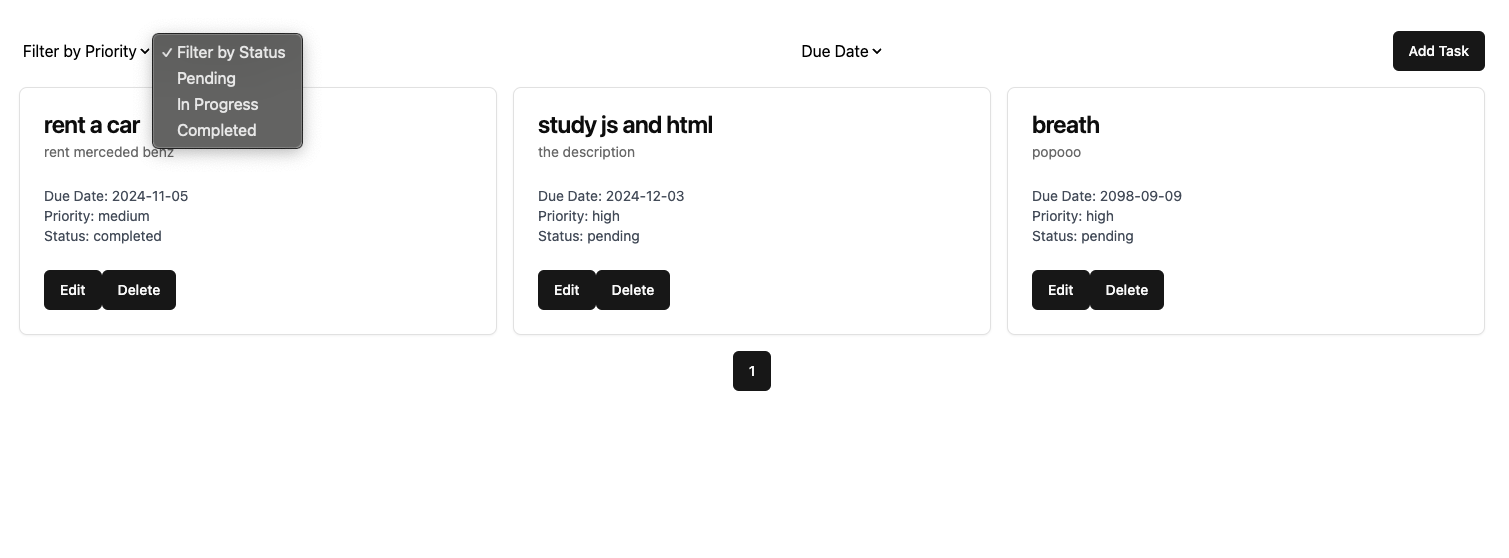 Filter by Priority
Filter by Status
Pending
In Progress
Completed
Due Date
Add Task
rent a car
rent merceded benz
Due Date: 2024-11-05
Priority: medium
Status: completed
Edit
Delete
study js and html
the description
Due Date: 2024-12-03
Priority: high
Status: pending
Edit
Delete
breath
popooo
Due Date: 2098-09-09
Priority: high
Status: pending
Edit
Delete
1